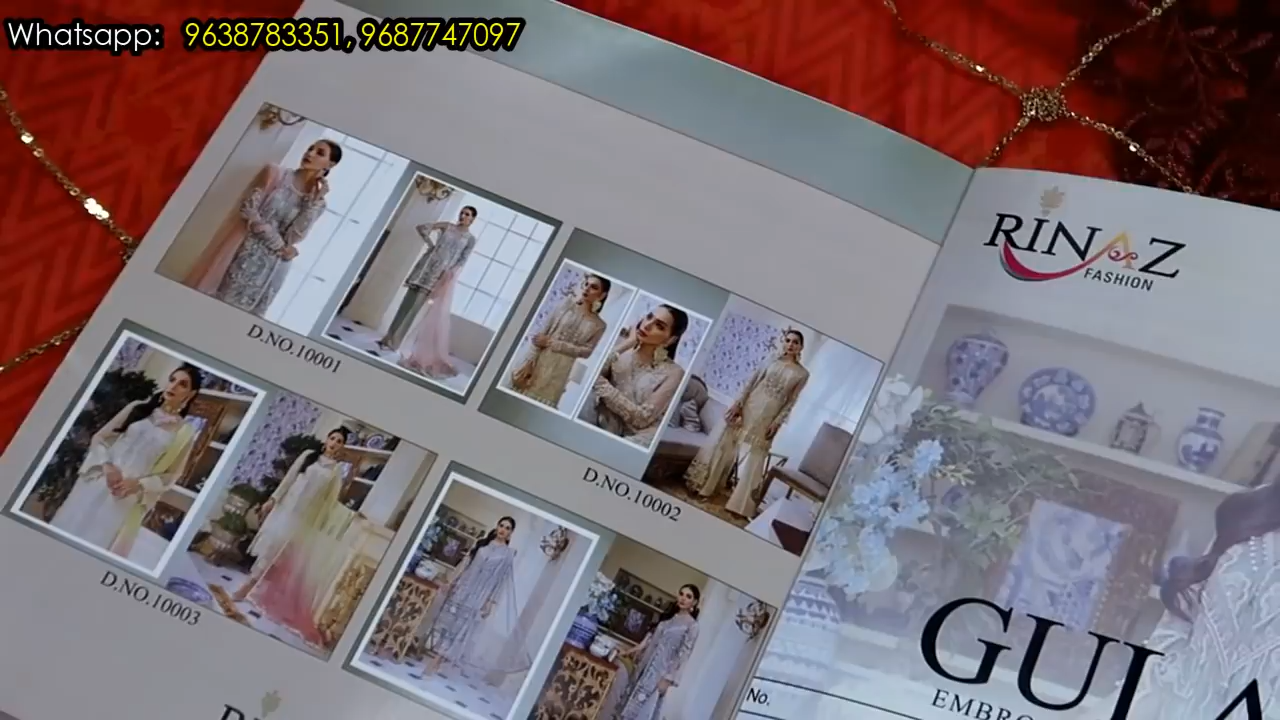 Whatsapp: 9638783351, 9687747097
RINAZ
FASHION
D.NO.10001
D.NO.10002
D.NO.10003
No.